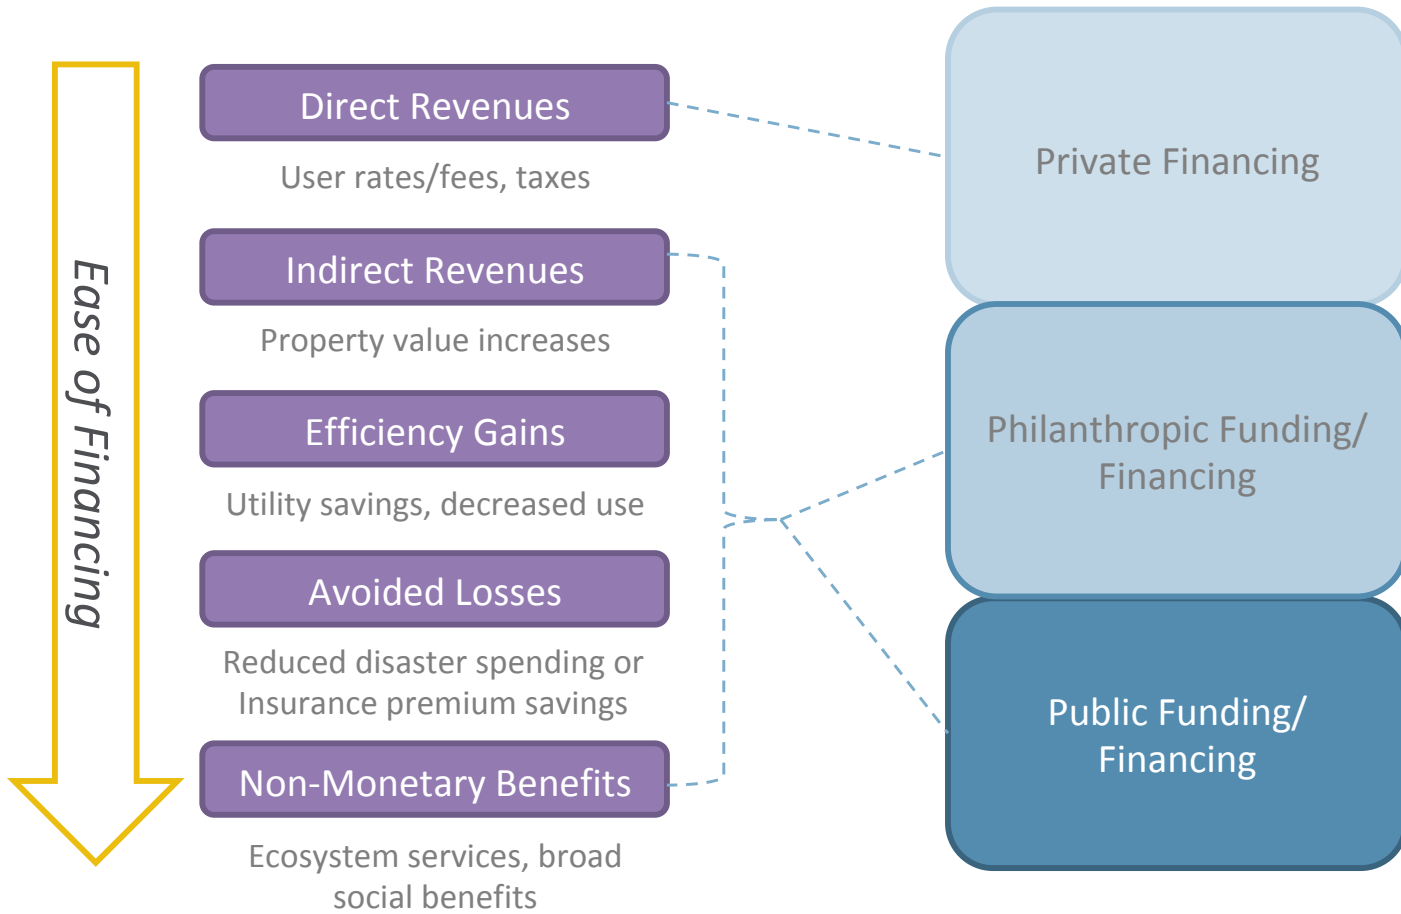 Ease of Financing
Direct Revenues
User rates/fees, taxes
Indirect Revenues
Property value increases
Efficiency Gains
Utility savings, decreased use
Avoided Losses
Reduced disaster spending or
Insurance premium savings
Non-Monetary Benefits
Ecosystem services, broad
social benefits
Private Financing
Philanthropic Funding/
Financing
Public Funding/
Financing